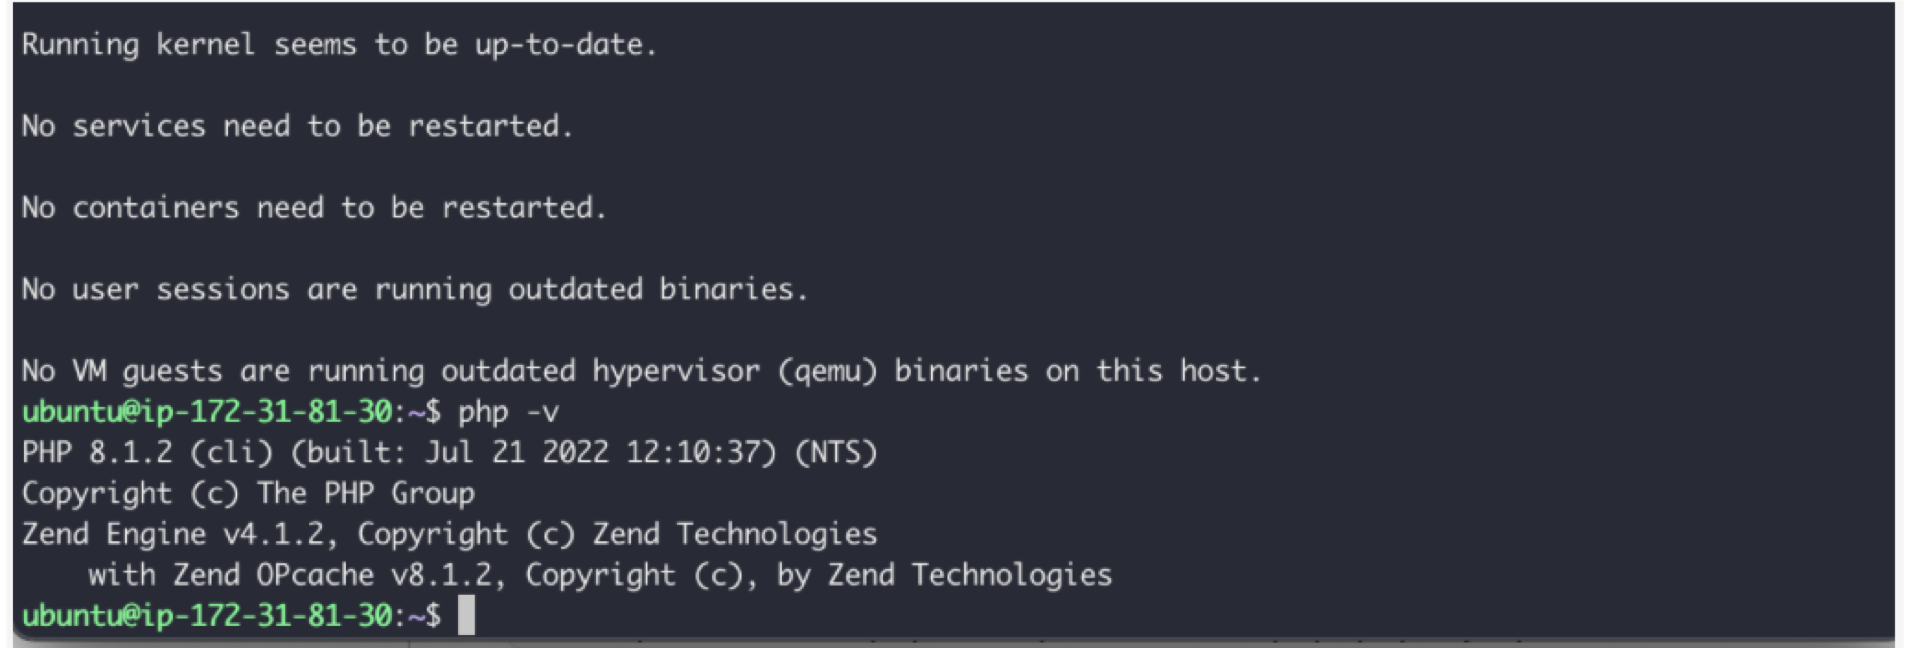 Running kernel seems to be up-to-date.
No services need to be restarted.
No containers need to be restarted.
No user sessions are running outdated binaries.
No VM guests are running outdated hypervisor (qemu) binaries on this host.
ubuntu@ip-172-31-81-30:~$ php -v
PHP 8.1.2 (cli) (built: Jul 21 2022 12:10:37) (NTS)
Copyright (c) The PHP Group
Zend Engine v4.1.2, Copyright (c) Zend Technologies
    with Zend OPcache v8.1.2, Copyright (c), by Zend Technologies
ubuntu@ip-172-31-81-30:~$